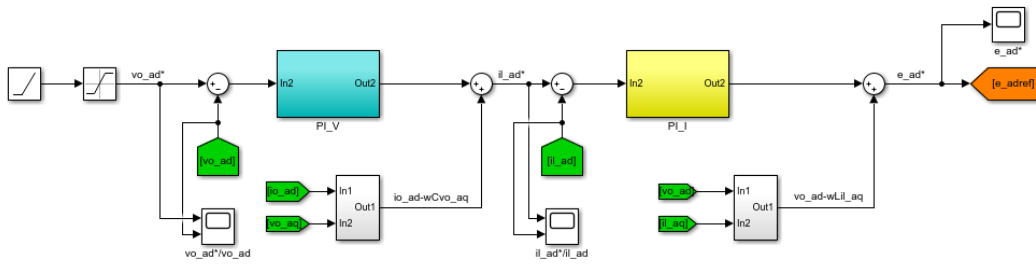 e_ad*
vo_ad*
In2
Out2
il_ad*
In2
Out2
e_ad*
[e_adref]
PI_V
PI_I
[vo_ad]
[il_ad]
[io_ad]
In1
Out1
io_ad-wCvo_aq
[vo_aq]
In2
[vo_ad]
In1
Out1
vo_ad-wLil_aq
[il_aq]
In2
vo_ad*/vo_ad
il_ad*/il_ad